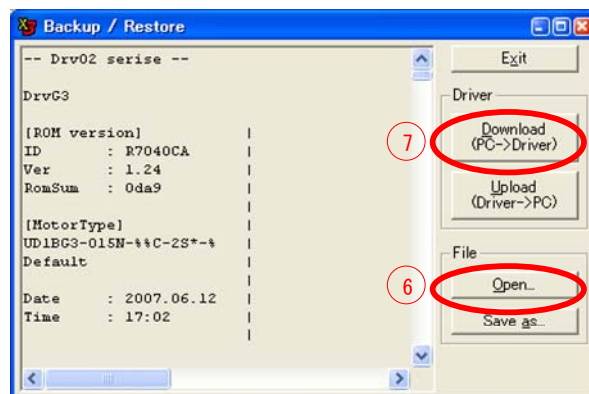 Backup / Restore
-- Drv02 serise --
Exit
DrvG3
Driver
[ROM version] |
ID : R7040CA |
Ver : 1.24 |
RomSum : 0da9 |
|
7
Download
(PC->Driver)
Upload
(Driver->PC)
[MotorType] |
UD1BG3-015N-%%C-2S*-% |
Default |
|
Date : 2007.06.12 |
Time : 17:02 |
|
File
6
Open...
Save as...